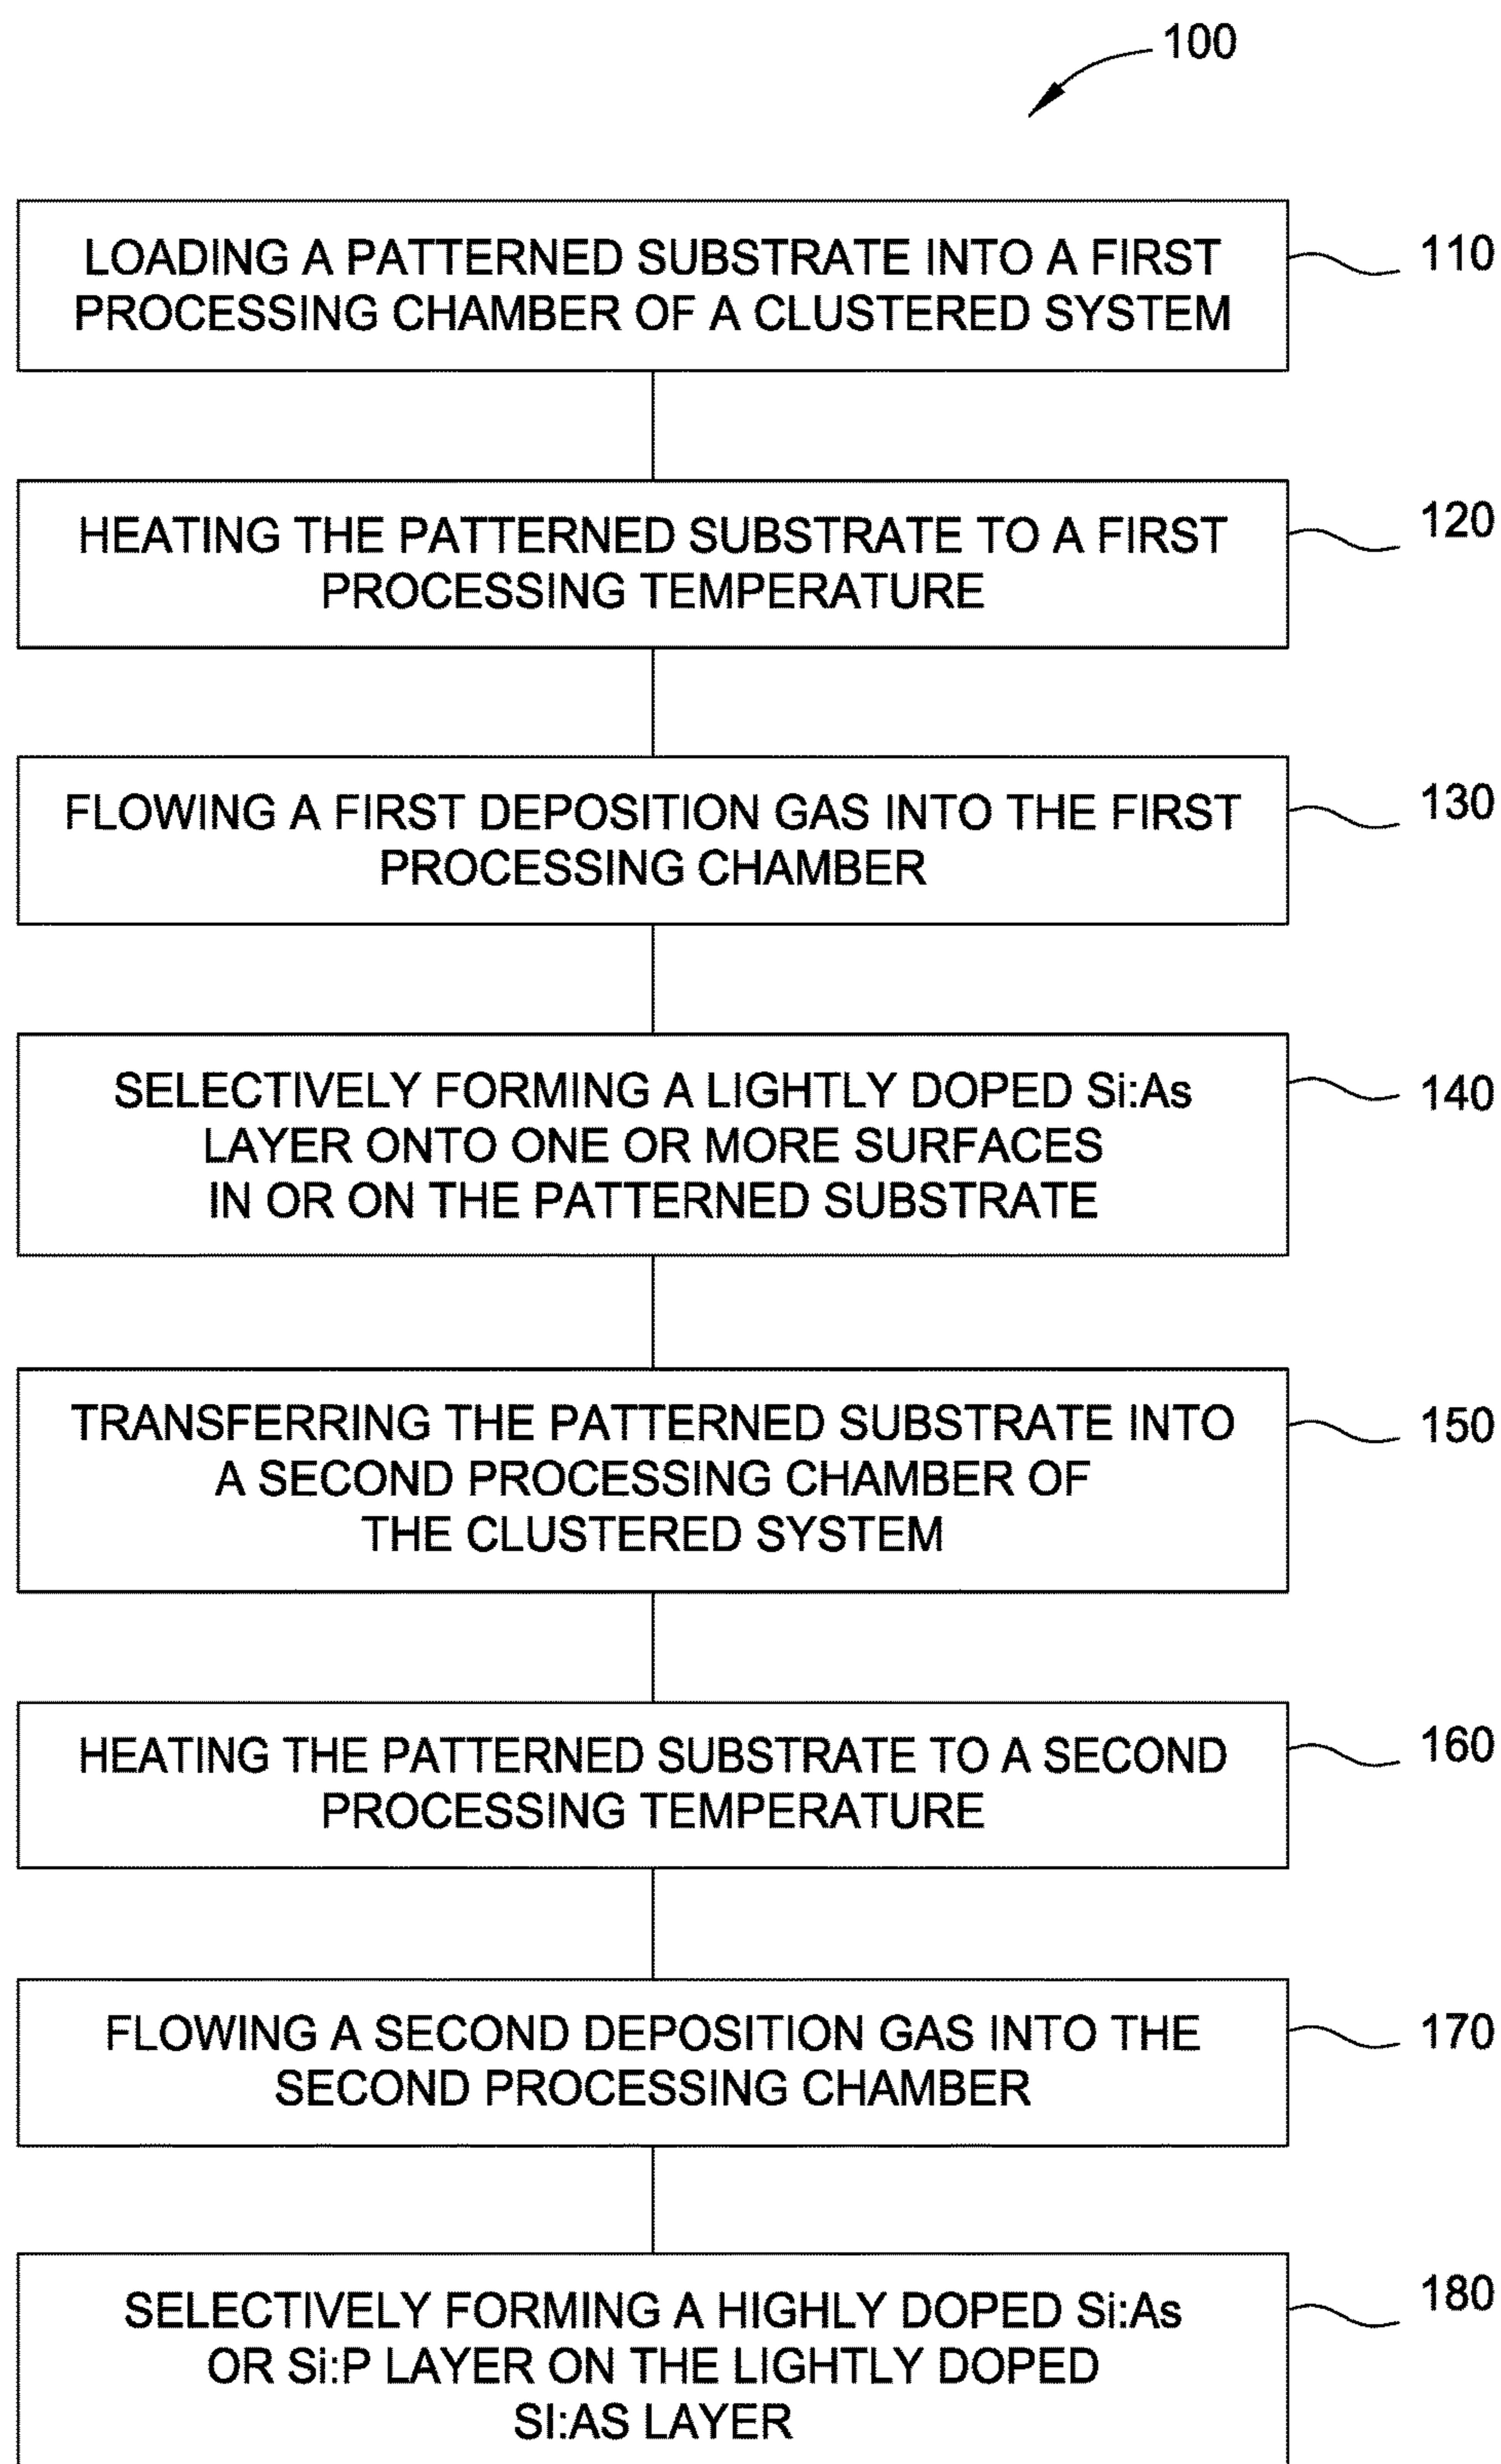 100
LOADING A PATTERNED SUBSTRATE INTO A FIRST
PROCESSING CHAMBER OF A CLUSTERED SYSTEM
110
HEATING THE PATTERNED SUBSTRATE TO A FIRST
PROCESSING TEMPERATURE
120
FLOWING A FIRST DEPOSITION GAS INTO THE FIRST
PROCESSING CHAMBER
130
SELECTIVELY FORMING A LIGHTLY DOPED Si:As
LAYER ONTO ONE OR MORE SURFACES
IN OR ON THE PATTERNED SUBSTRATE
140
TRANSFERRING THE PATTERNED SUBSTRATE INTO
A SECOND PROCESSING CHAMBER OF
THE CLUSTERED SYSTEM
150
HEATING THE PATTERNED SUBSTRATE TO A SECOND
PROCESSING TEMPERATURE
160
FLOWING A SECOND DEPOSITION GAS INTO THE
SECOND PROCESSING CHAMBER
170
SELECTIVELY FORMING A HIGHLY DOPED Si:As
OR Si:P LAYER ON THE LIGHTLY DOPED
SI:AS LAYER
180